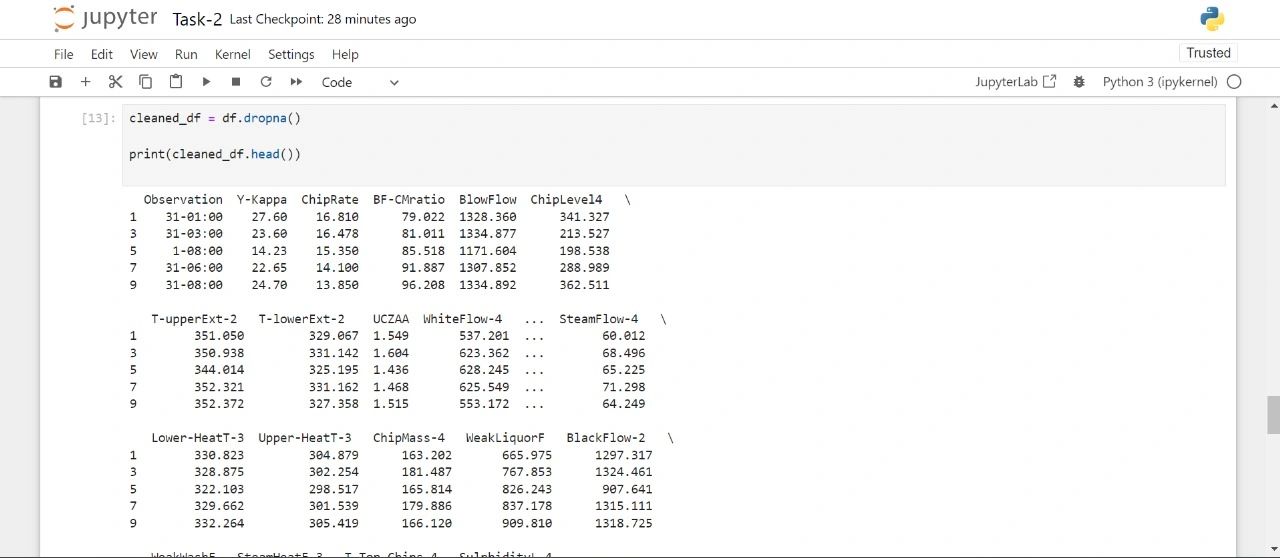 jupyter Task-2 Last Checkpoint: 28 minutes ago
File Edit View Run Kernel Settings Help Trusted
Code JupyterLab Python 3 (ipykernel)
[13]: cleaned_df = df.dropna()
print(cleaned_df.head())
Observation Y-Kappa ChipRate BF-CMratio BlowFlow ChipLevel4 \
1 31-01:00 27.60 16.810 79.022 1328.360 341.327
3 31-03:00 23.60 16.478 81.011 1334.877 213.527
5 1-08:00 14.23 15.350 85.518 1171.604 198.538
7 31-06:00 22.65 14.100 91.887 1307.852 288.989
9 31-08:00 24.70 13.850 96.208 1334.892 362.511
T-upperExt-2 T-lowerExt-2 UCZAA WhiteFlow-4 ... SteamFlow-4 \
1 351.050 329.067 1.549 537.201 ... 60.012
3 350.938 331.142 1.604 623.362 ... 68.496
5 344.014 325.195 1.436 628.245 ... 65.225
7 352.321 331.162 1.468 625.549 ... 71.298
9 352.372 327.358 1.515 553.172 ... 64.249
Lower-HeatT-3 Upper-HeatT-3 ChipMass-4 WeakLiquorF BlackFlow-2 \
1 330.823 304.879 163.202 665.975 1297.317
3 328.875 302.254 181.487 767.853 1324.461
5 322.103 298.517 165.814 826.243 907.641
7 329.662 301.539 179.886 837.178 1315.111
9 332.264 305.419 166.120 909.810 1318.725
WeakWashF SteamHeatF-3 T-Top-Chips-4 SulphidityL-4